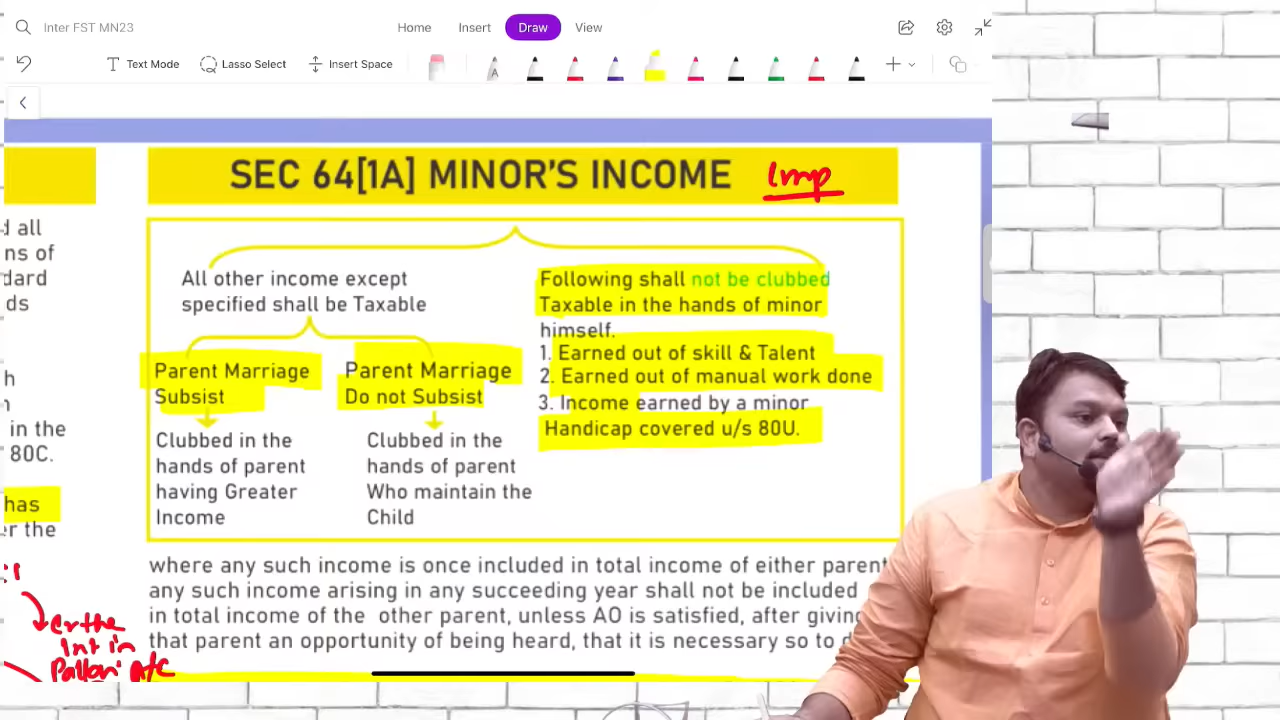 Inter FST MN23
Home Insert Draw View
Text Mode Lasso Select Insert Space
SEC 64[1A] MINOR'S INCOME Imp
All other income except
specified shall be Taxable
Parent Marriage
Subsist
Clubbed in the
hands of parent
having Greater
Income
Parent Marriage
Do not Subsist
Clubbed in the
hands of parent
Who maintain the
Child
Following shall not be clubbed
Taxable in the hands of minor
himself.
1. Earned out of skill & Talent
2. Earned out of manual work done
3. Income earned by a minor
Handicap covered u/s 80U.
where any such income is once included in total income of either parent
any such income arising in any succeeding year shall not be included
in total income of the other parent, unless AO is satisfied, after giving
that parent an opportunity of being heard, that it is necessary so to
all
ns of
dard
ds
in the
80C.
has
er the
Int in